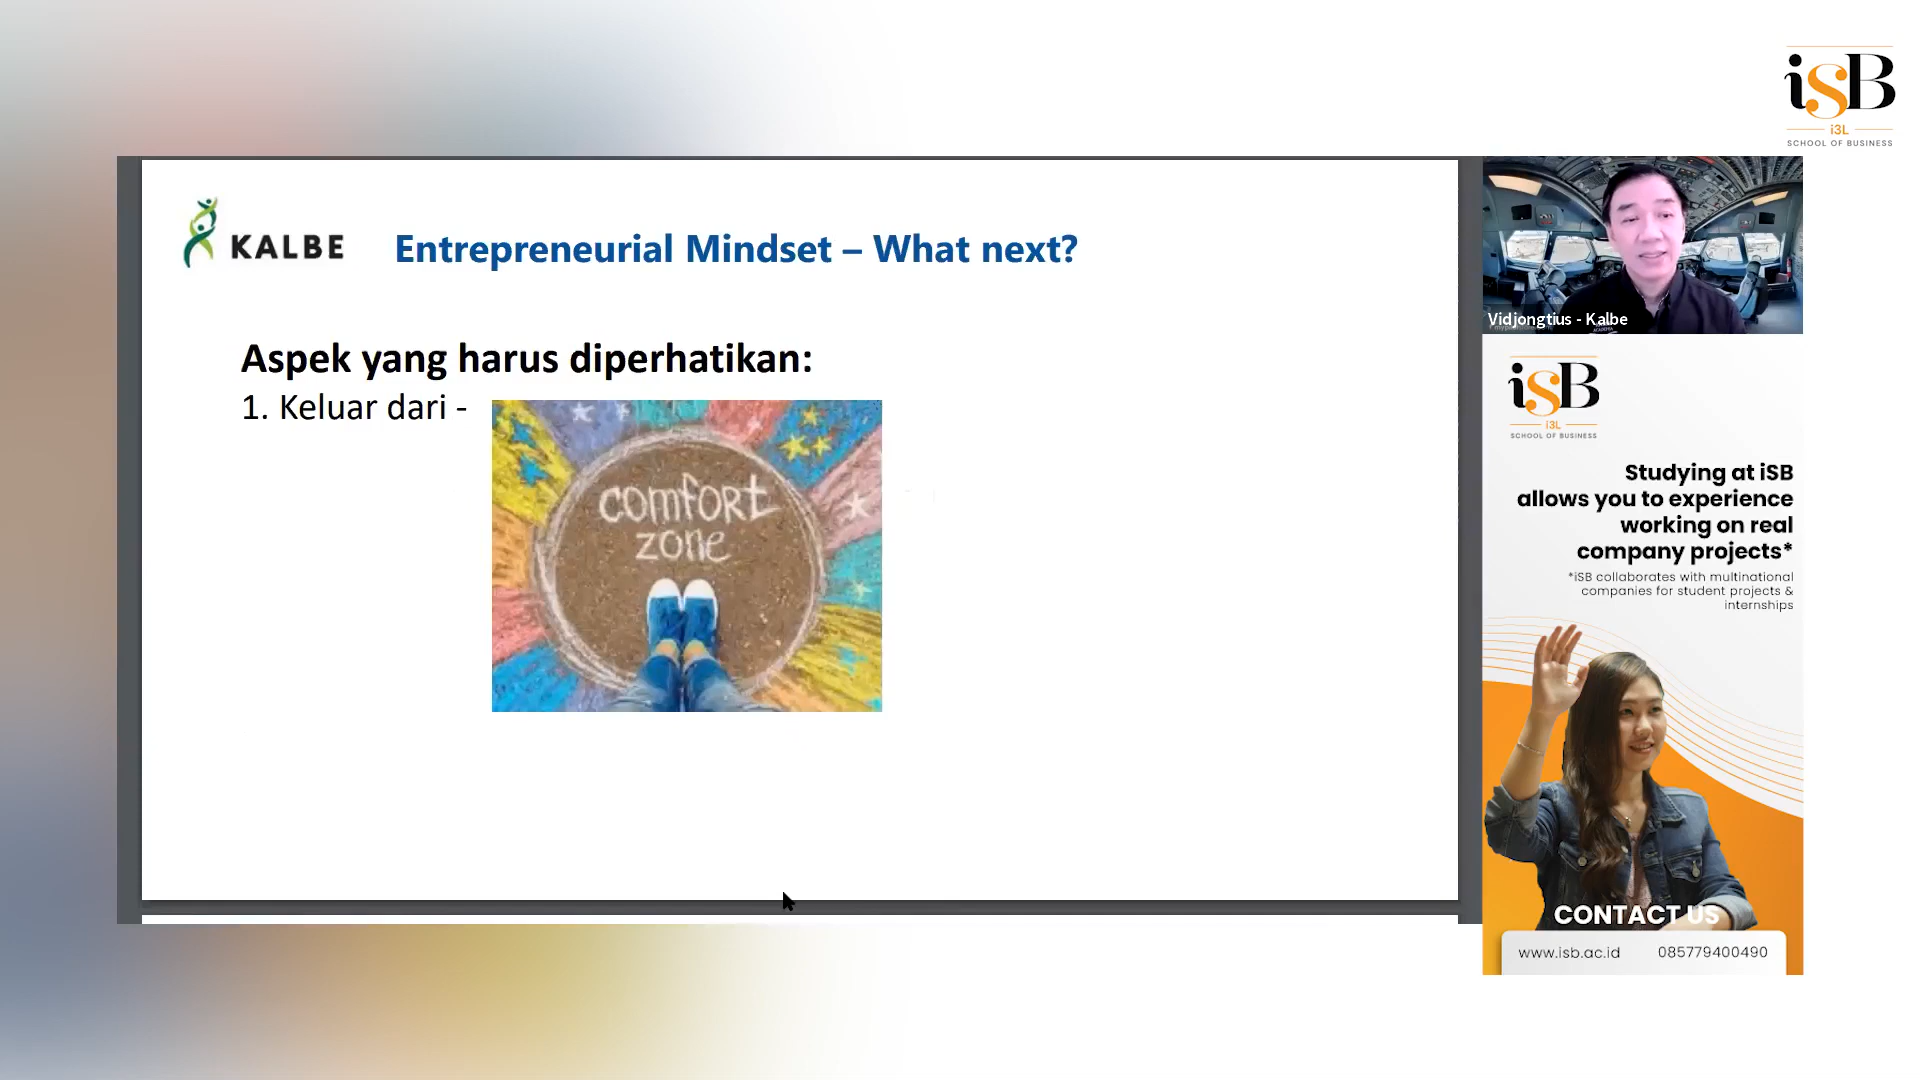 iSB
i3L
SCHOOL OF BUSINESS
KALBE
Entrepreneurial Mindset – What next?
Aspek yang harus diperhatikan:
1. Keluar dari -
comfort
zone
Vidjongtius - Kalbe
iSB
i3L
SCHOOL OF BUSINESS
Studying at iSB
allows you to experience
working on real
company projects*
*iSB collaborates with multinational
companies for student projects &
internships
CONTACT US
www.isb.ac.id 085779400490